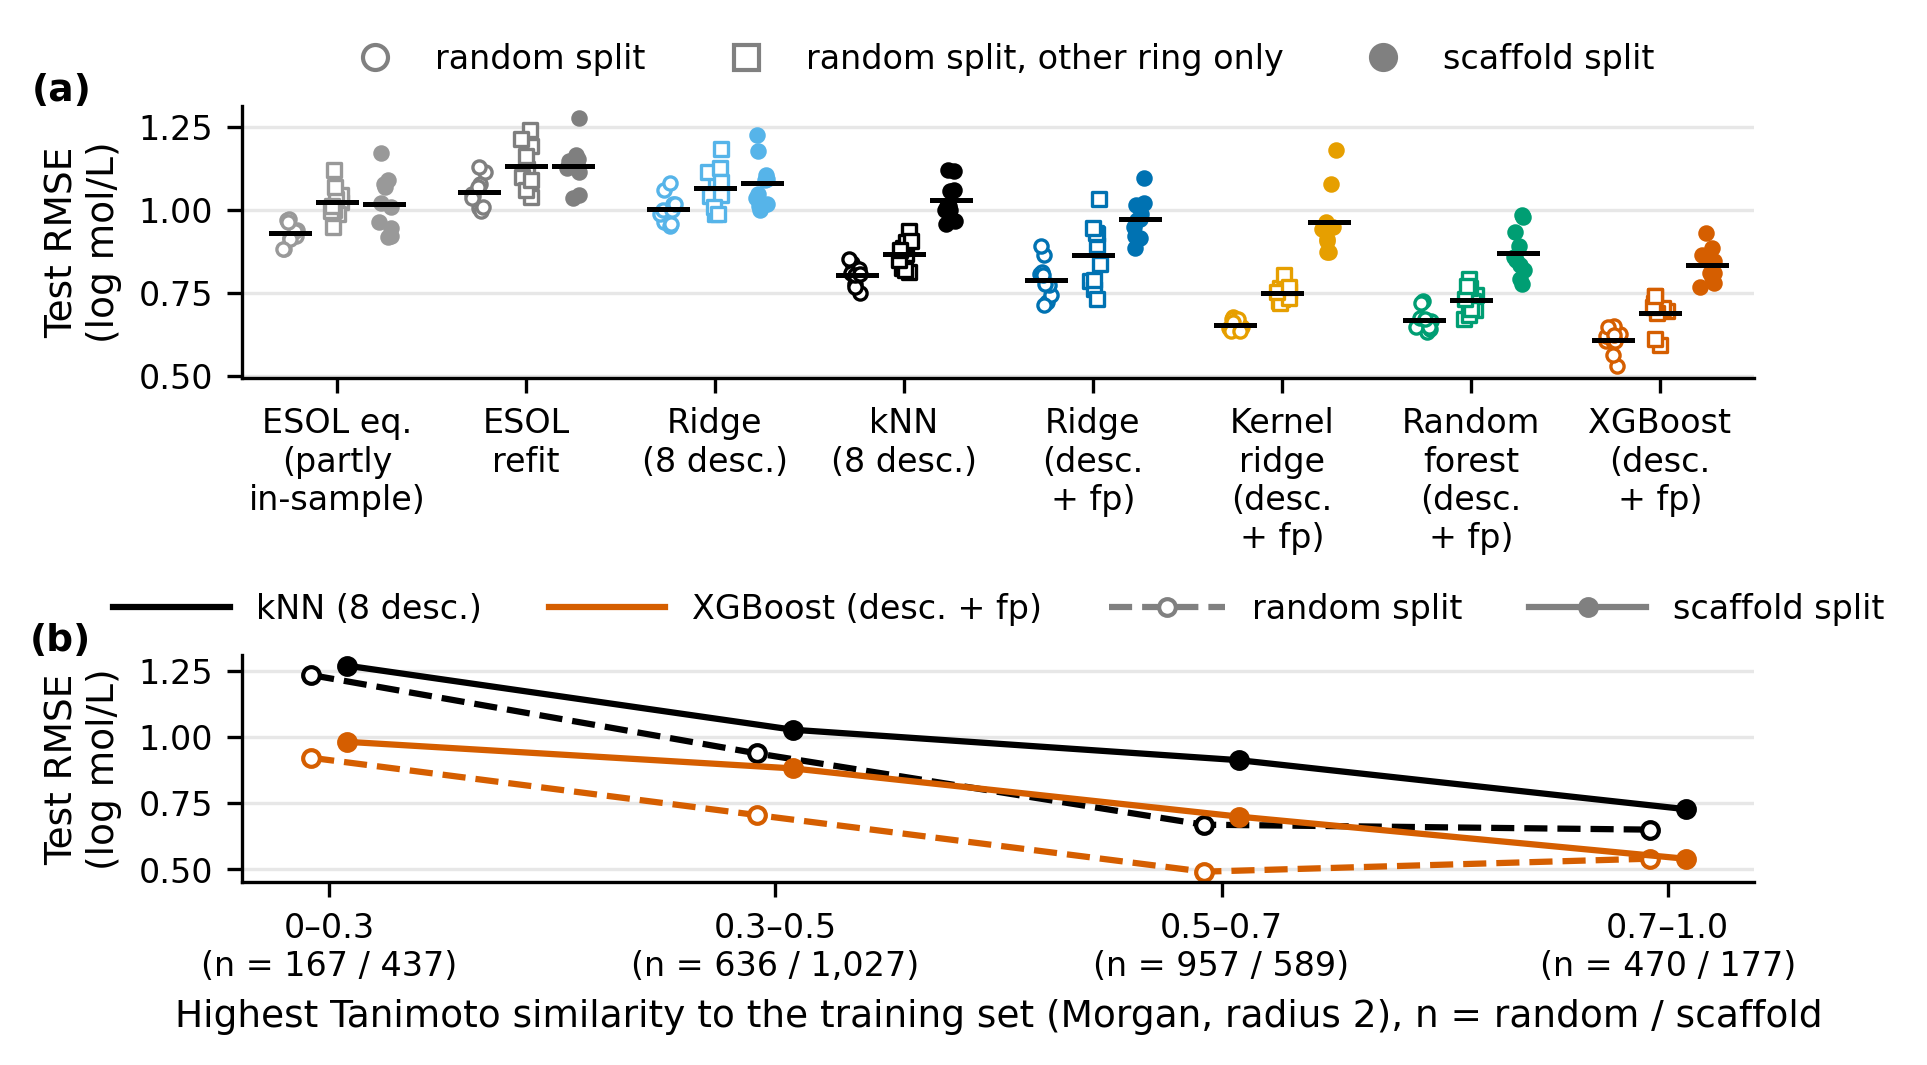 random split
random split, other ring only
scaffold split
(a)
Test RMSE
(log mol/L)
1.25
1.00
0.75
0.50
ESOL eq.
(partly
in-sample)
ESOL
refit
Ridge
(8 desc.)
kNN
(8 desc.)
Ridge
(desc.
+ fp)
Kernel
ridge
(desc.
+ fp)
Random
forest
(desc.
+ fp)
XGBoost
(desc.
+ fp)
kNN (8 desc.)
XGBoost (desc. + fp)
random split
scaffold split
(b)
Test RMSE
(log mol/L)
1.25
1.00
0.75
0.50
0–0.3
(n = 167 / 437)
0.3–0.5
(n = 636 / 1,027)
0.5–0.7
(n = 957 / 589)
0.7–1.0
(n = 470 / 177)
Highest Tanimoto similarity to the training set (Morgan, radius 2), n = random / scaffold